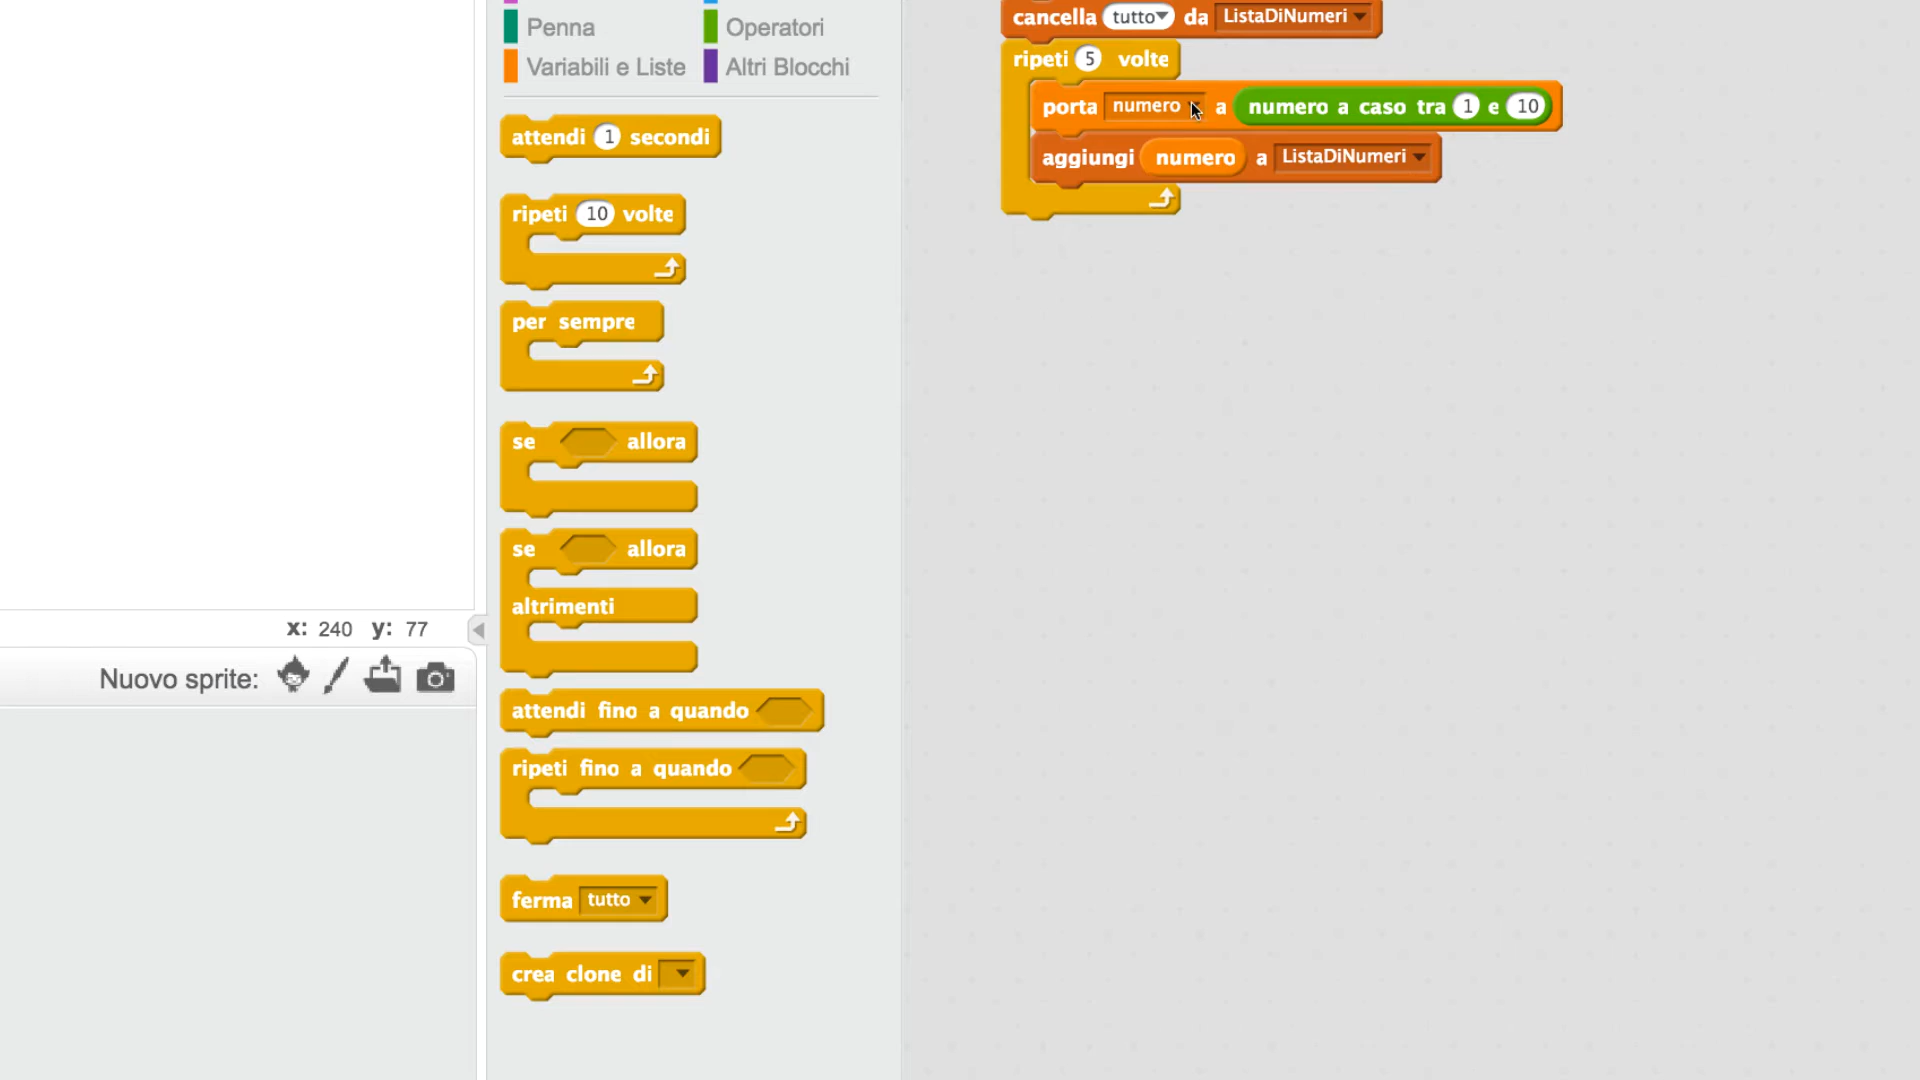 Penna
Operatori
Variabili e Liste
Altri Blocchi
attendi 1 secondi
ripeti 10 volte
per sempre
se allora
se allora
altrimenti
attendi fino a quando
ripeti fino a quando
ferma tutto
crea clone di
cancella tutto da ListaDiNumeri
ripeti 5 volte
porta numero a numero a caso tra 1 e 10
aggiungi numero a ListaDiNumeri
x: 240 y: 77
Nuovo sprite: